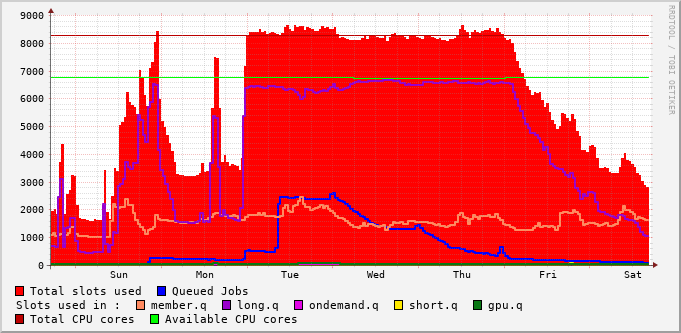 9000
8000
7000
6000
5000
4000
3000
2000
1000
0
Sun Mon Tue Wed Thu Fri Sat
RRDTOOL / TOBI OETIKER
Total slots used Queued Jobs
Slots used in : member.q long.q ondemand.q short.q gpu.q
Total CPU cores Available CPU cores